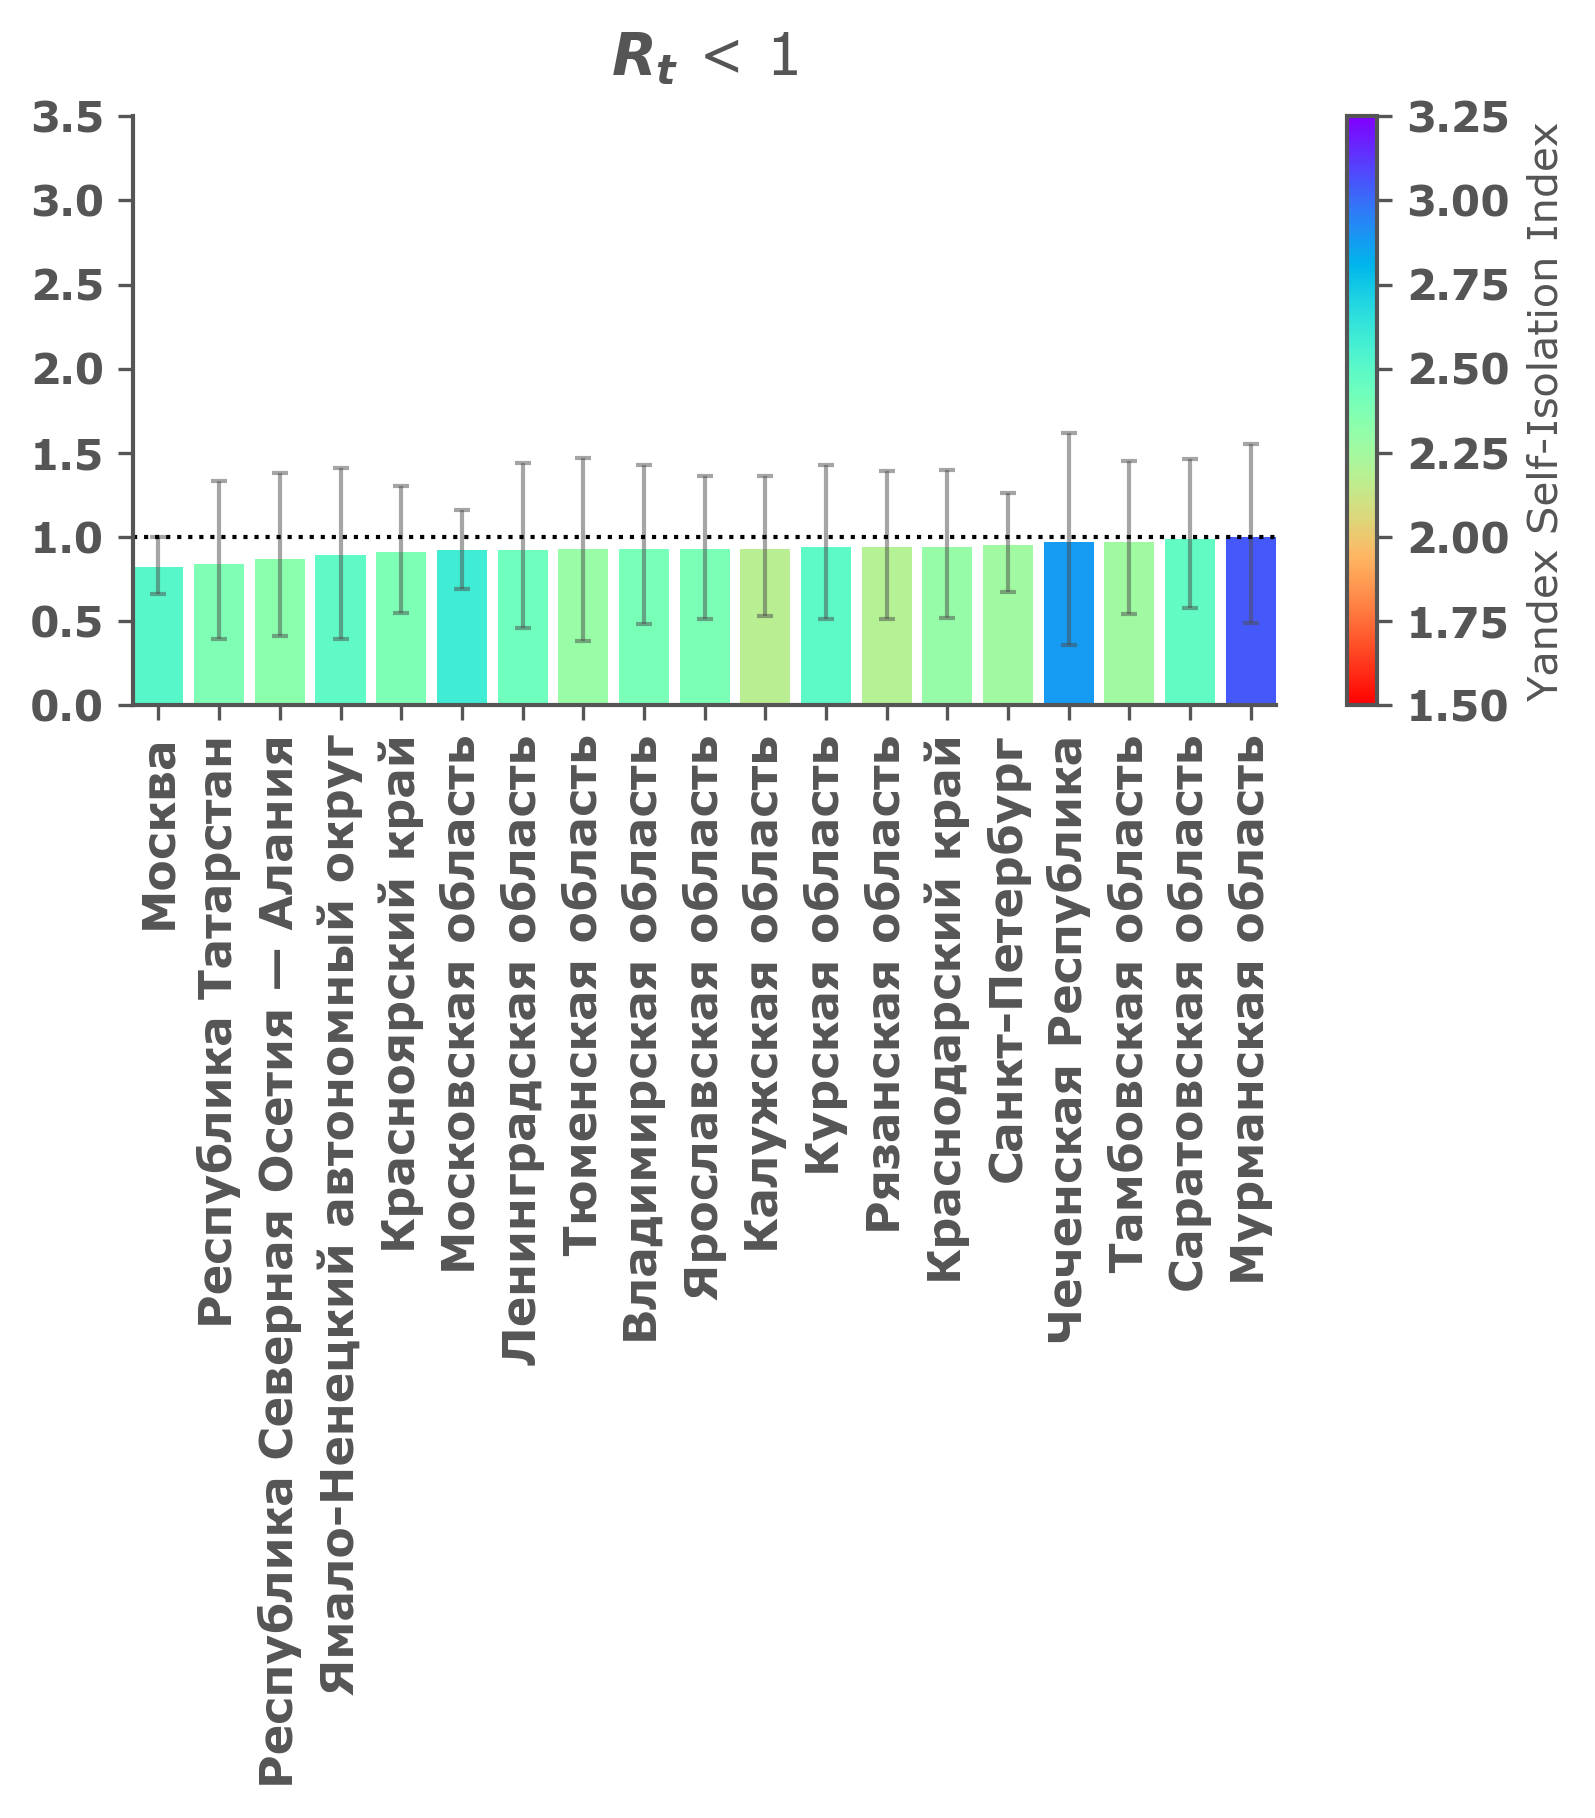 R_t < 1
3.5
3.0
2.5
2.0
1.5
1.0
0.5
0.0
Москва
Республика Татарстан
Республика Северная Осетия — Алания
Ямало-Ненецкий автономный округ
Красноярский край
Московская область
Ленинградская область
Тюменская область
Владимирская область
Ярославская область
Калужская область
Курская область
Рязанская область
Краснодарский край
Санкт-Петербург
Чеченская Республика
Тамбовская область
Саратовская область
Мурманская область
3.25
3.00
2.75
2.50
2.25
2.00
1.75
1.50
Yandex Self-Isolation Index